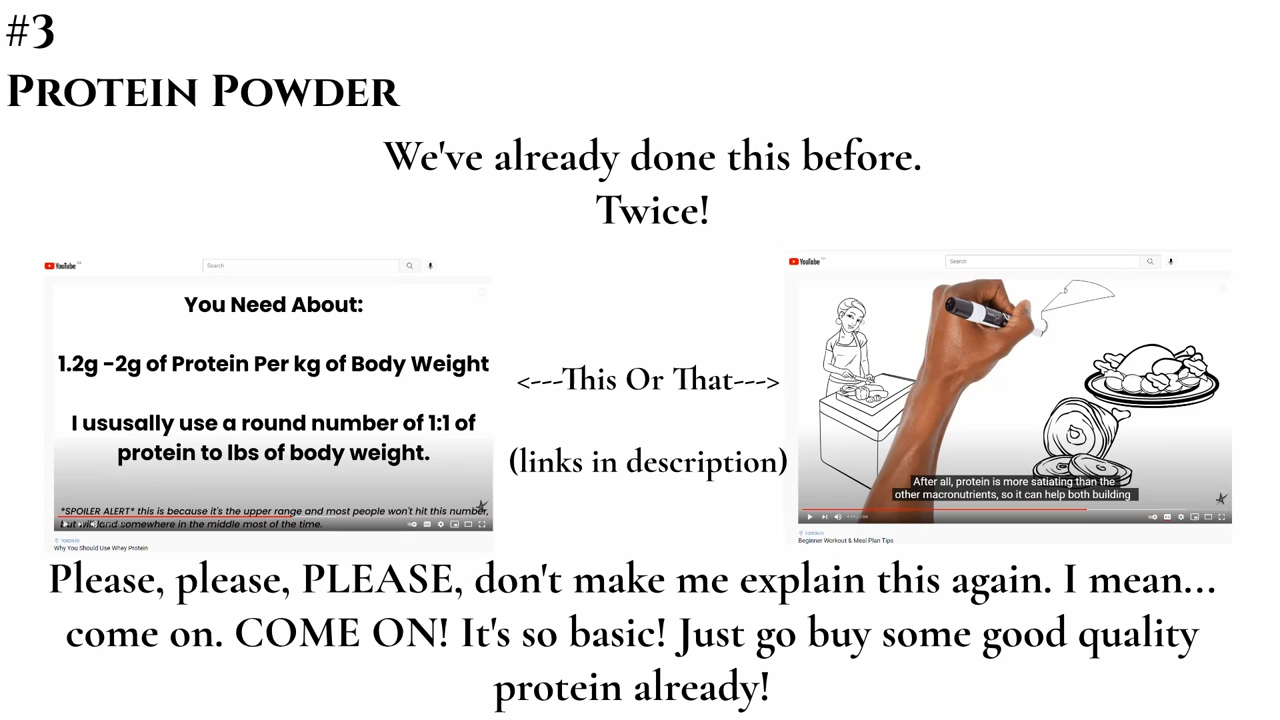 #3
Protein Powder
We've already done this before.
Twice!
YouTube
Search
You Need About:
1.2g -2g of Protein Per kg of Body Weight
I ususally use a round number of 1:1 of
protein to lbs of body weight.
*SPOILER ALERT* this is because it's the upper range and most people won't hit this number,
but will land somewhere in the middle most of the time.
TORONTO
Why You Should Use Whey Protein
<---This Or That--->
(links in description)
YouTube
Search
After all, protein is more satiating than the
other macronutrients, so it can help both building
TORONTO
Beginner Workout & Meal Plan Tips
Please, please, PLEASE, don't make me explain this again. I mean...
come on. COME ON! It's so basic! Just go buy some good quality
protein already!